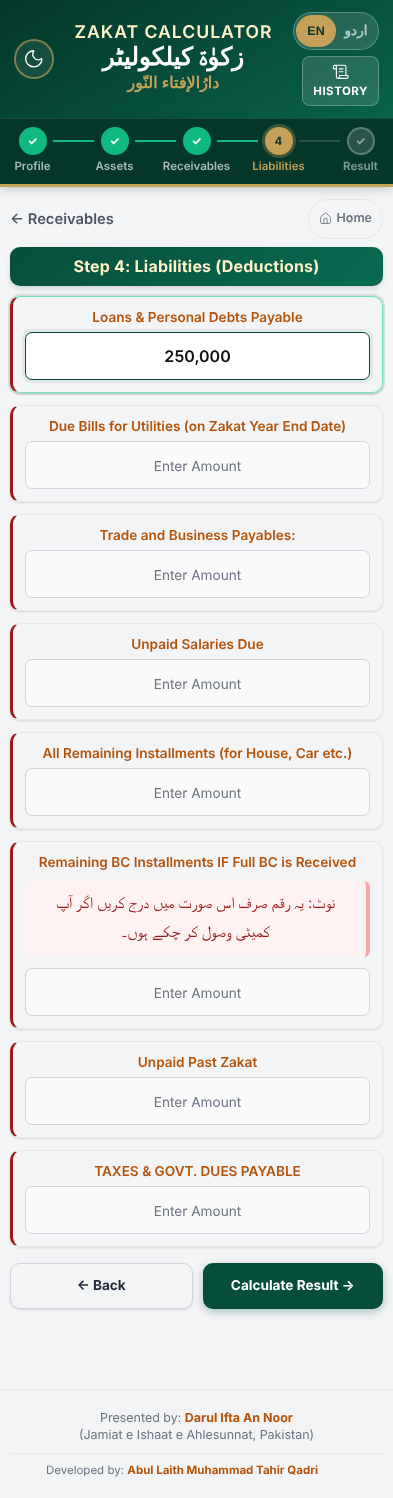 ZAKAT CALCULATOR
زکوٰۃ کیلکولیٹر
دارُالإفتاء النّور
EN
اردو
HISTORY
4
Profile
Assets
Receivables
Liabilities
Result
← Receivables
Home
Step 4: Liabilities (Deductions)
Loans & Personal Debts Payable
250,000
Due Bills for Utilities (on Zakat Year End Date)
Enter Amount
Trade and Business Payables:
Enter Amount
Unpaid Salaries Due
Enter Amount
All Remaining Installments (for House, Car etc.)
Enter Amount
Remaining BC Installments IF Full BC is Received
نوٹ: یہ رقم صرف اس صورت میں درج کریں اگر آپ
کمیٹی وصول کر چکے ہوں۔
Enter Amount
Unpaid Past Zakat
Enter Amount
TAXES & GOVT. DUES PAYABLE
Enter Amount
← Back
Calculate Result →
Presented by: Darul Ifta An Noor
(Jamiat e Ishaat e Ahlesunnat, Pakistan)
Developed by: Abul Laith Muhammad Tahir Qadri